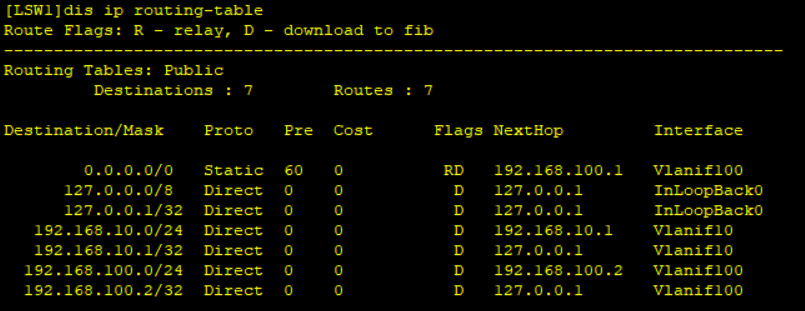 [LSW1]dis ip routing-table
Route Flags: R - relay, D - download to fib
------------------------------------------------------------------------------
Routing Tables: Public
         Destinations : 7        Routes : 7

Destination/Mask    Proto   Pre  Cost      Flags NextHop         Interface

        0.0.0.0/0   Static  60   0          RD   192.168.100.1   Vlanif100
      127.0.0.0/8   Direct  0    0           D   127.0.0.1       InLoopBack0
      127.0.0.1/32  Direct  0    0           D   127.0.0.1       InLoopBack0
   192.168.10.0/24  Direct  0    0           D   192.168.10.1    Vlanif10
   192.168.10.1/32  Direct  0    0           D   127.0.0.1       Vlanif10
  192.168.100.0/24  Direct  0    0           D   192.168.100.2   Vlanif100
  192.168.100.2/32  Direct  0    0           D   127.0.0.1       Vlanif100